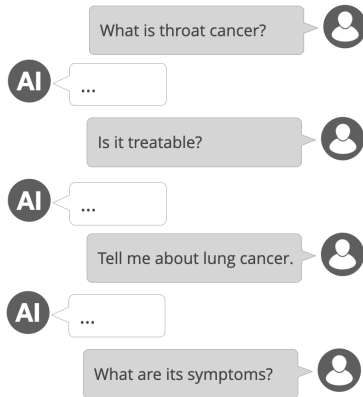 What is throat cancer?
AI
...
Is it treatable?
AI
...
Tell me about lung cancer.
AI
...
What are its symptoms?